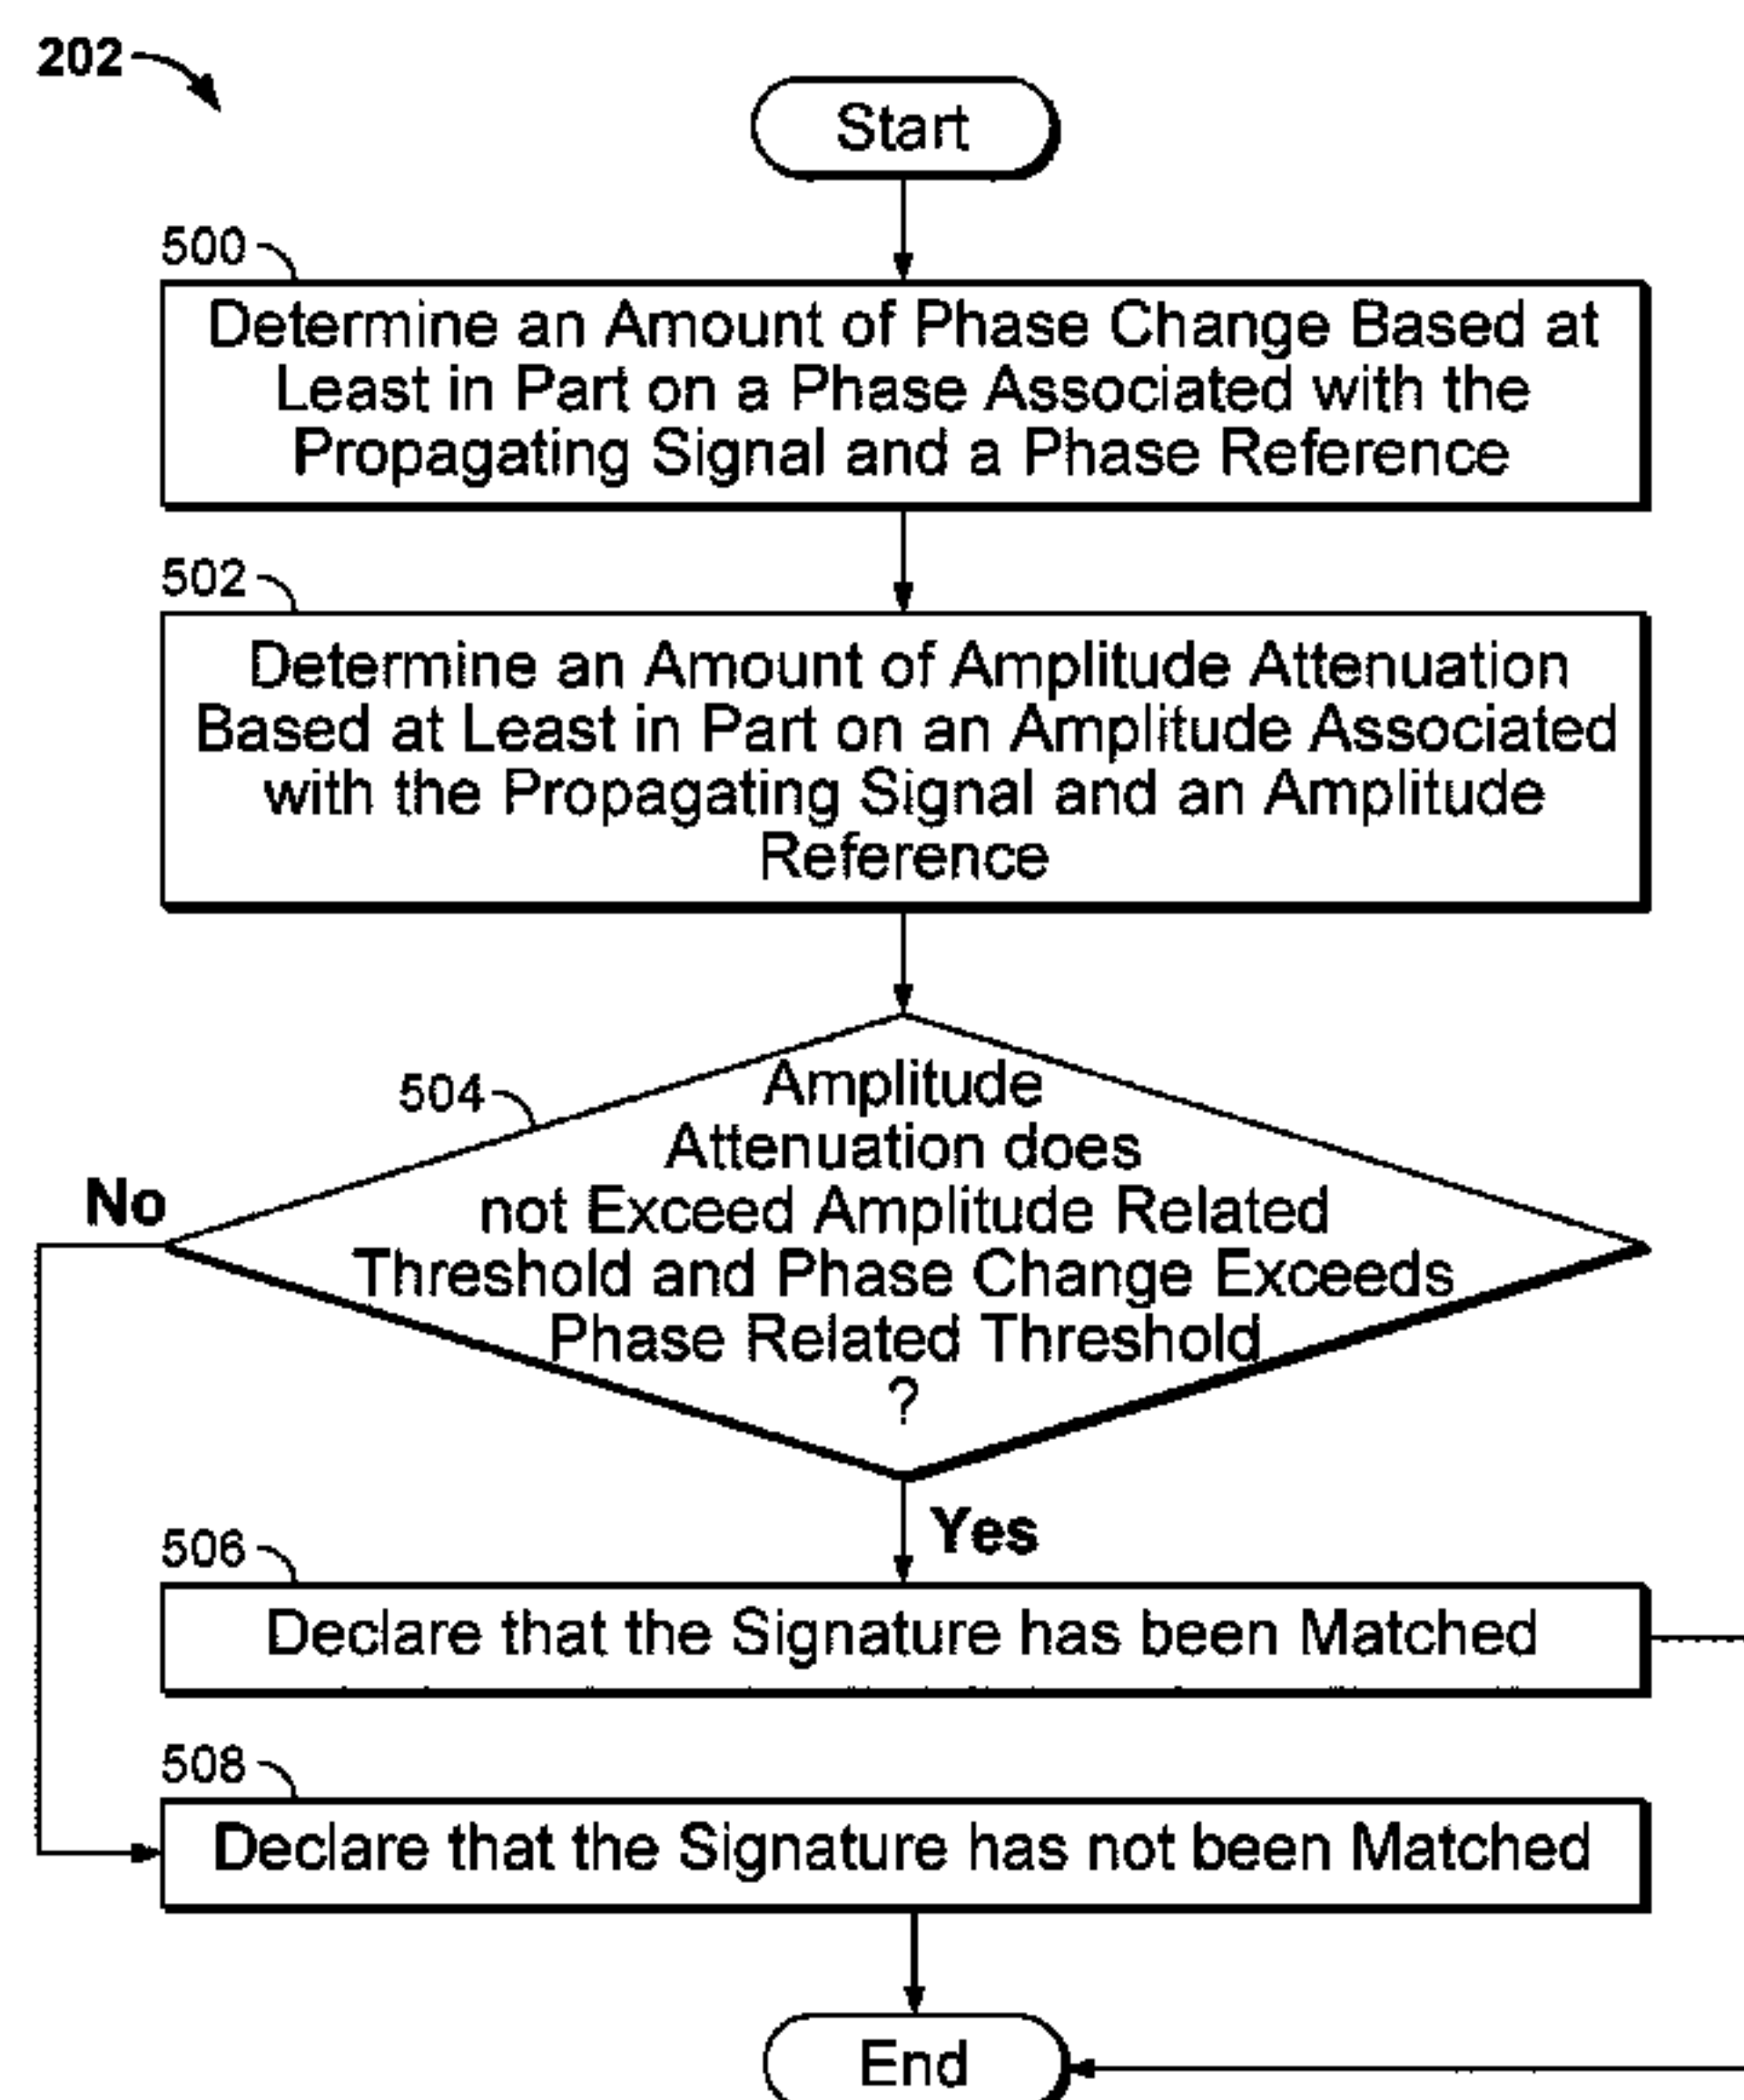 202
Start
500
Determine an Amount of Phase Change Based at
Least in Part on a Phase Associated with the
Propagating Signal and a Phase Reference
502
Determine an Amount of Amplitude Attenuation
Based at Least in Part on an Amplitude Associated
with the Propagating Signal and an Amplitude
Reference
504
Amplitude
Attenuation does
not Exceed Amplitude Related
Threshold and Phase Change Exceeds
Phase Related Threshold
?
No
Yes
506
Declare that the Signature has been Matched
508
Declare that the Signature has not been Matched
End